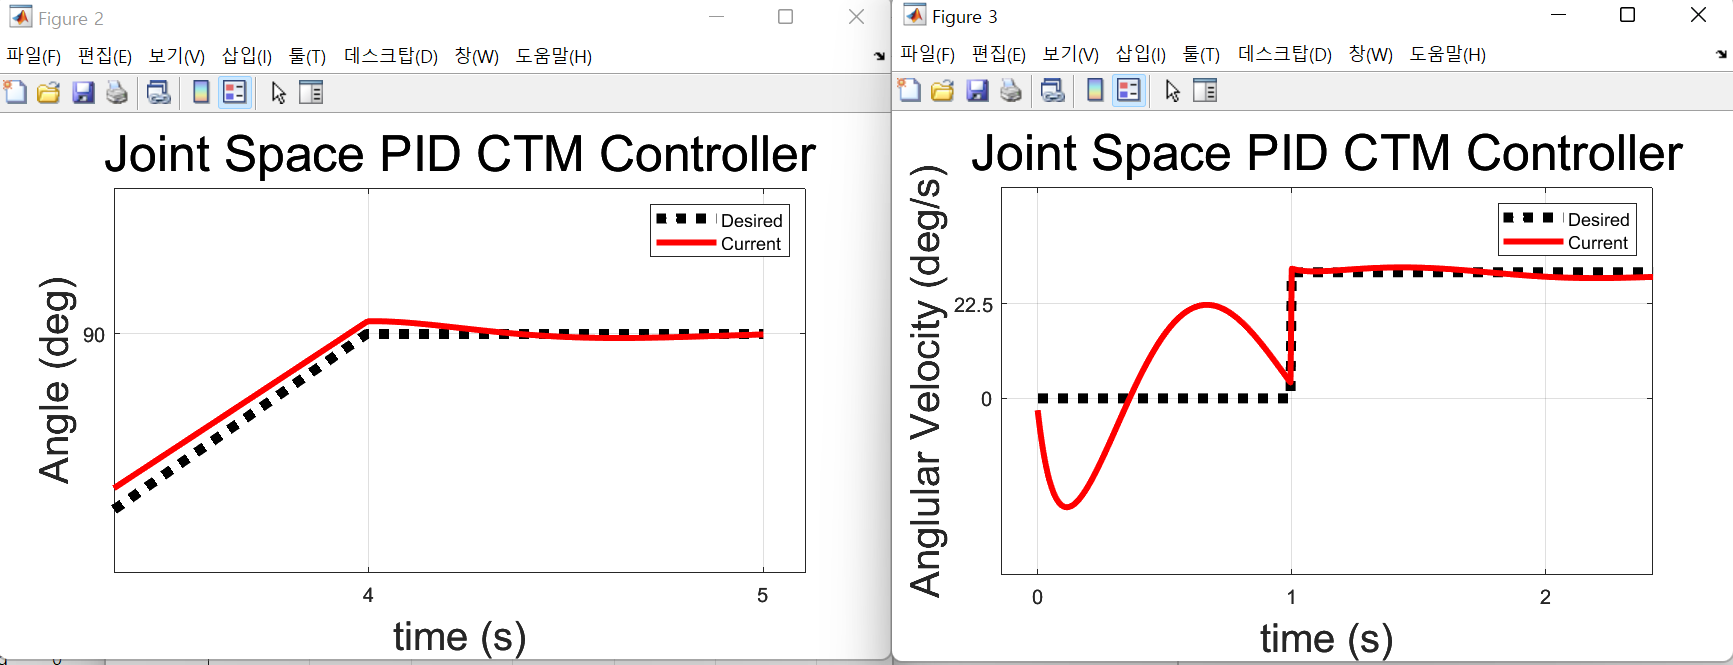 Figure 2
파일(F) 편집(E) 보기(V) 삽입(I) 툴(T) 데스크탑(D) 창(W) 도움말(H)
Joint Space PID CTM Controller
Desired
Current
Angle (deg)
90
4 5
time (s)
Figure 3
파일(F) 편집(E) 보기(V) 삽입(I) 툴(T) 데스크탑(D) 창(W) 도움말(H)
Joint Space PID CTM Controller
Desired
Current
Anglular Velocity (deg/s)
22.5
0
0 1 2
time (s)